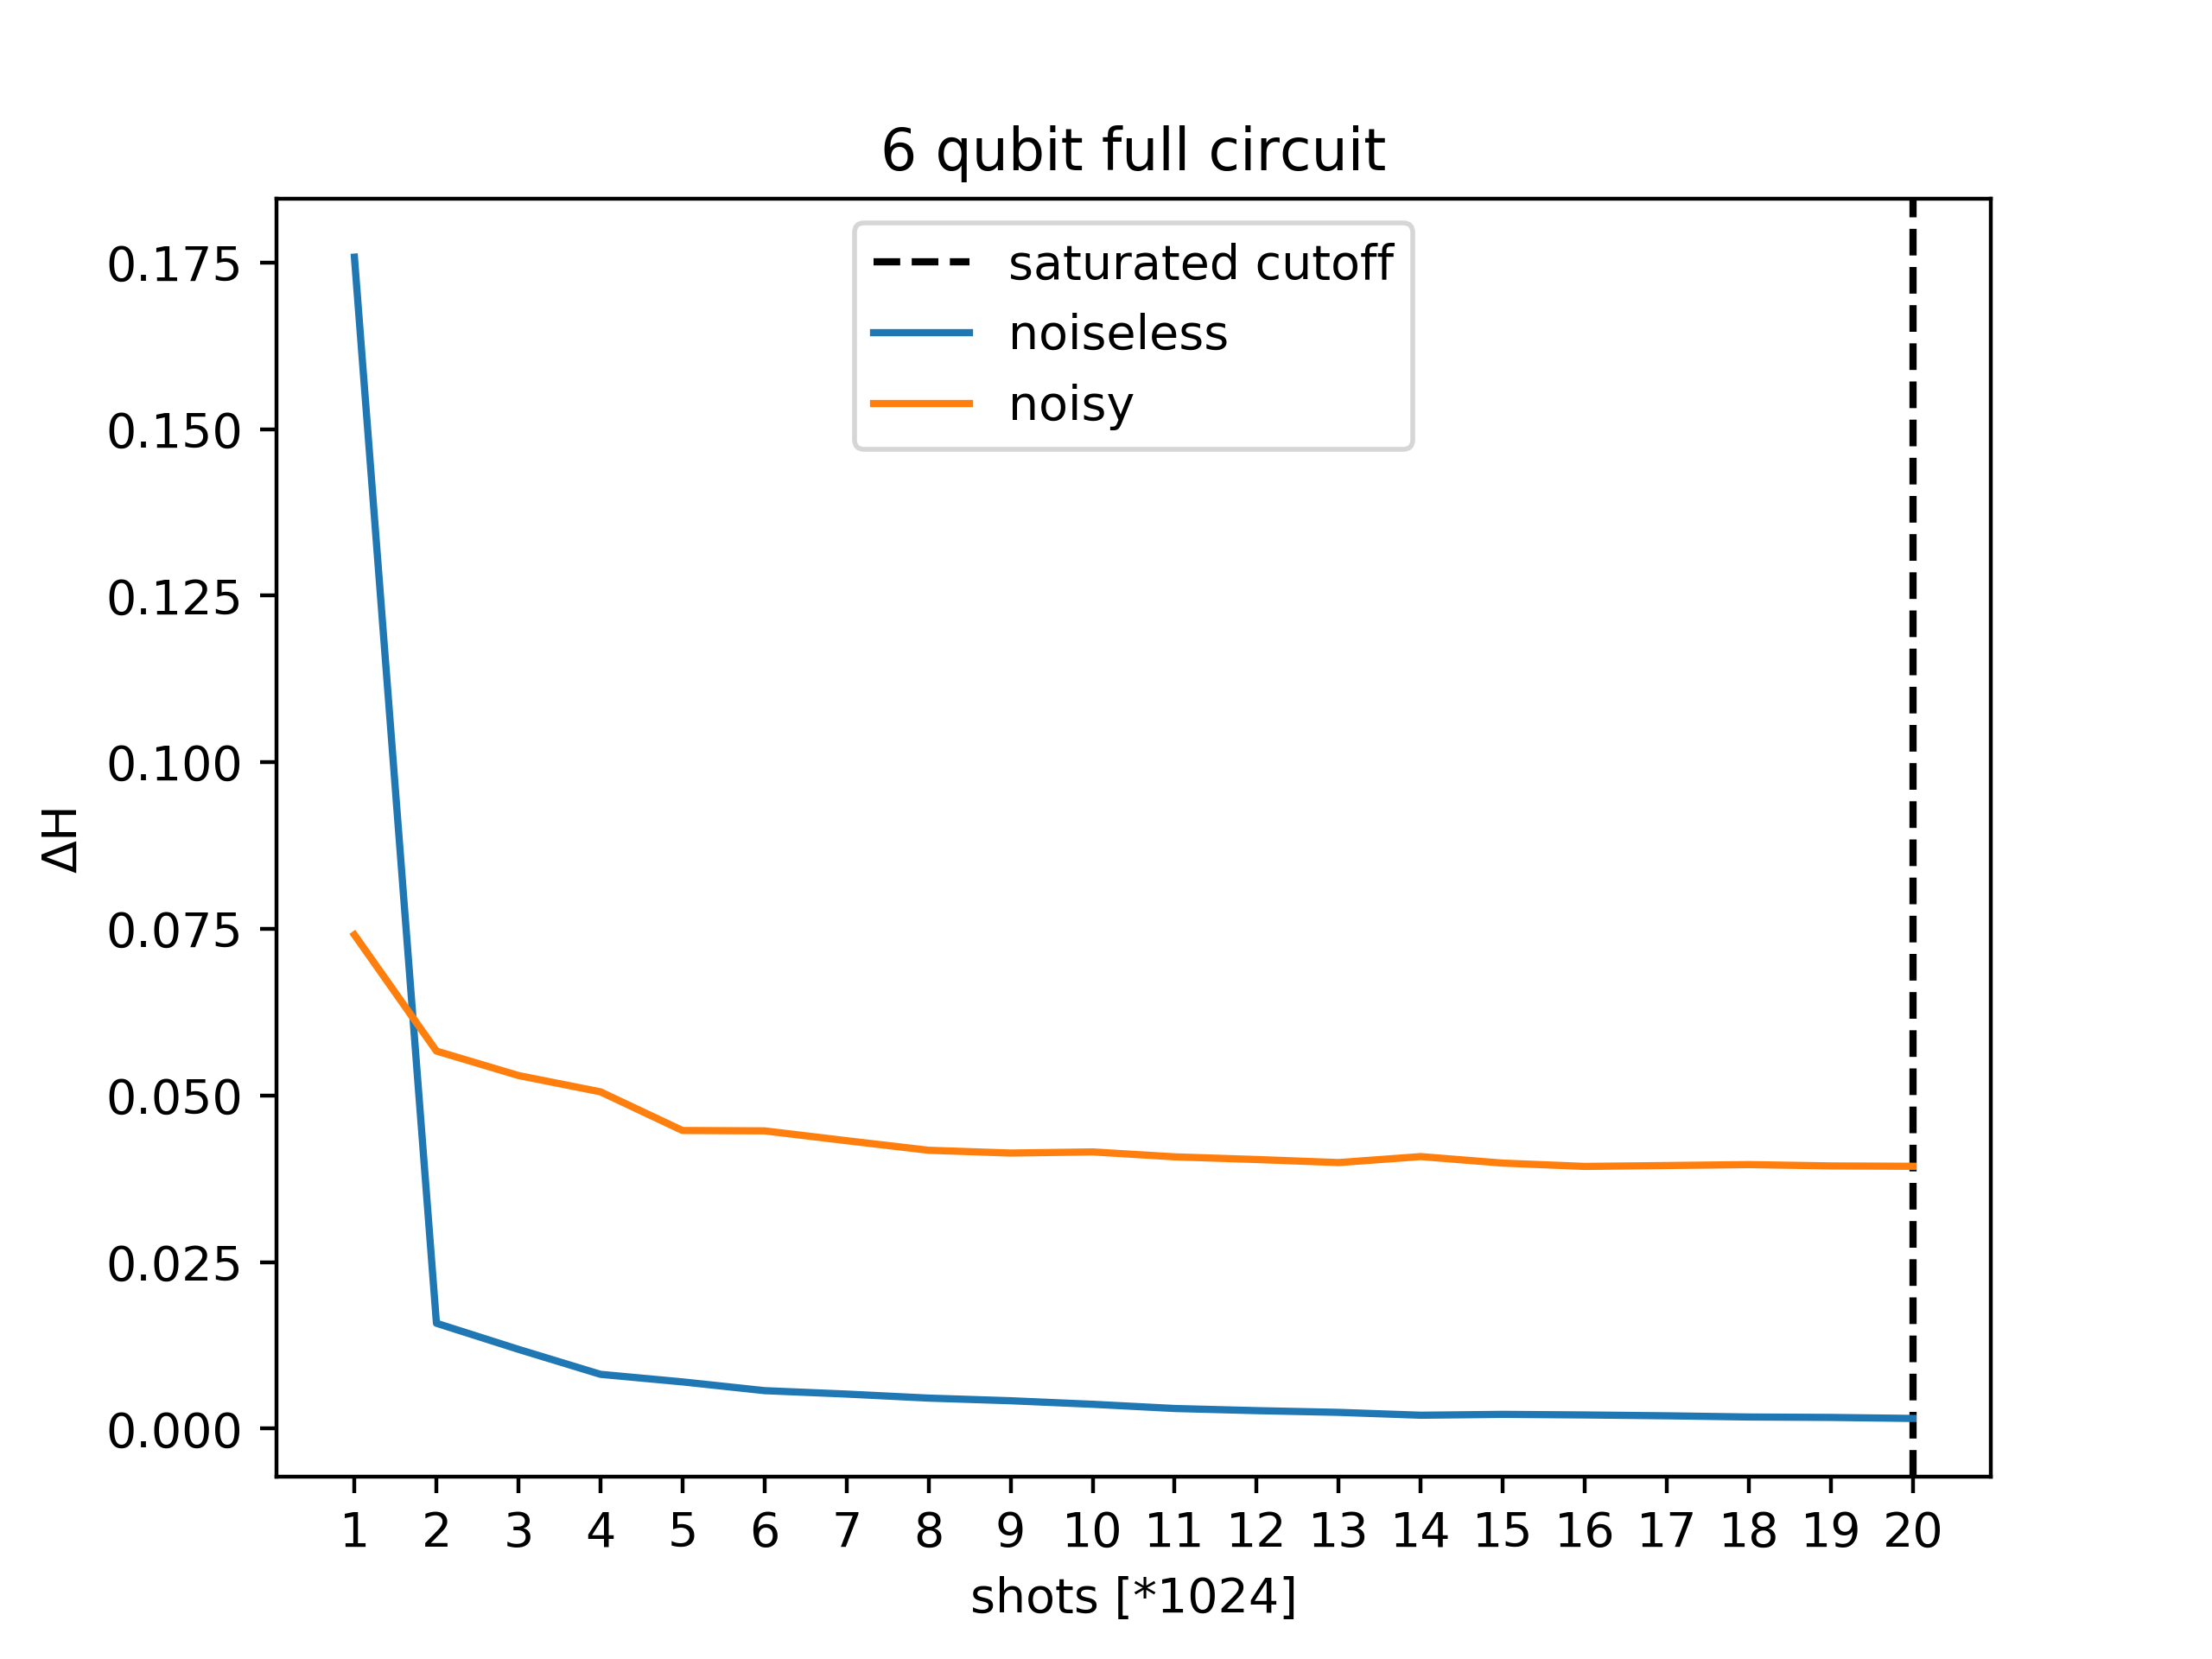 6 qubit full circuit
saturated cutoff
noiseless
noisy
0.175
0.150
0.125
0.100
0.075
0.050
0.025
0.000
ΔH
1 2 3 4 5 6 7 8 9 10 11 12 13 14 15 16 17 18 19 20
shots [*1024]